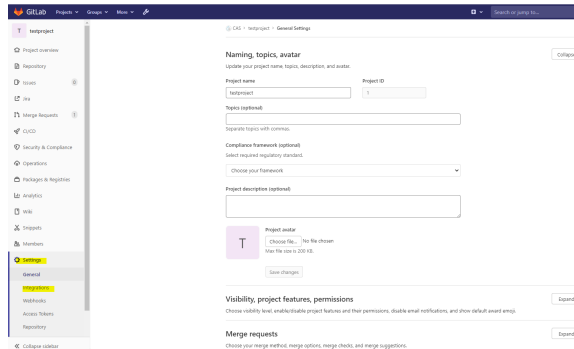 GitLab Projects Groups More Search or jump to...
T testproject
Project overview
Repository
Issues 0
Jira
Merge Requests 1
CI/CD
Security & Compliance
Operations
Packages & Registries
Analytics
Wiki
Snippets
Members
Settings
General
Integrations
Webhooks
Access Tokens
Repository
Collapse sidebar
CAS > testproject > General Settings
Naming, topics, avatar
Collapse
Update your project name, topics, description, and avatar.
Project name
Project ID
testproject
1
Topics (optional)
Separate topics with commas.
Compliance framework (optional)
Select required regulatory standard.
Choose your framework
Project description (optional)
T
Project avatar
Choose file... No file chosen
Max file size is 200 KB.
Save changes
Visibility, project features, permissions
Expand
Choose visibility level, enable/disable project features and their permissions, disable email notifications, and show default award emoji.
Merge requests
Expand
Choose your merge method, merge options, merge checks, and merge suggestions.